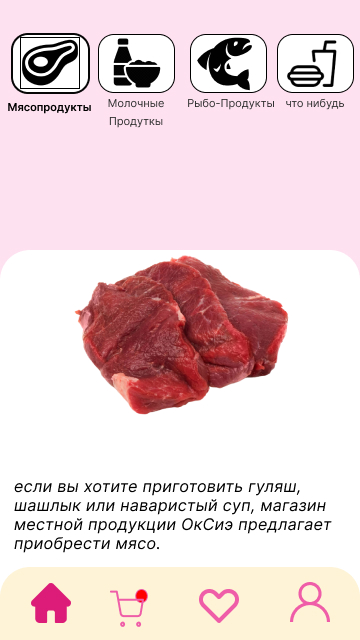 Мясопродукты
Молочные
Продуткы
Рыбо-Продукты
что нибудь
если вы хотите приготовить гуляш,
шашлык или наваристый суп, магазин
местной продукции ОкСиэ предлагает
приобрести мясо.